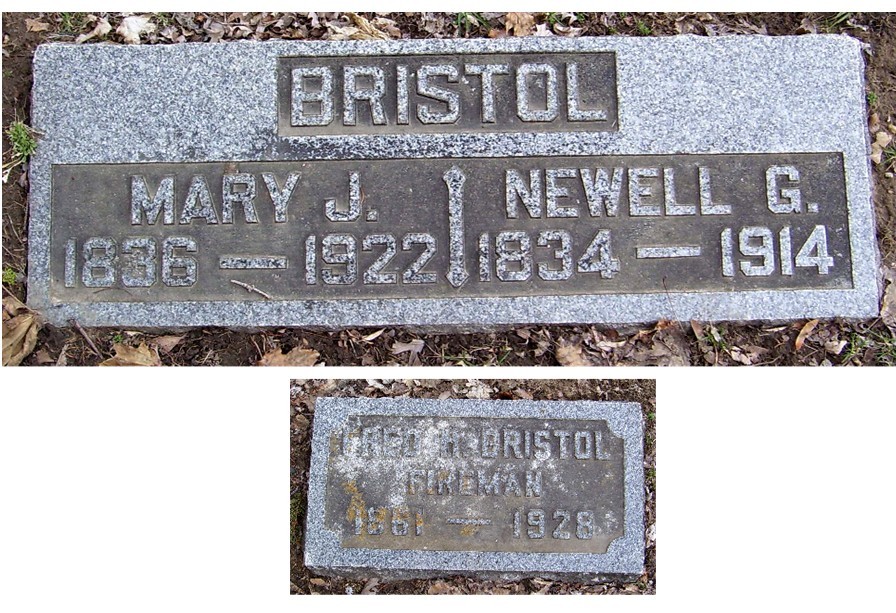 BRISTOL
MARY J. NEWELL G.
1836 — 1922 1834 — 1914
FRED H. BRISTOL
FIREMAN
1861 — 1928